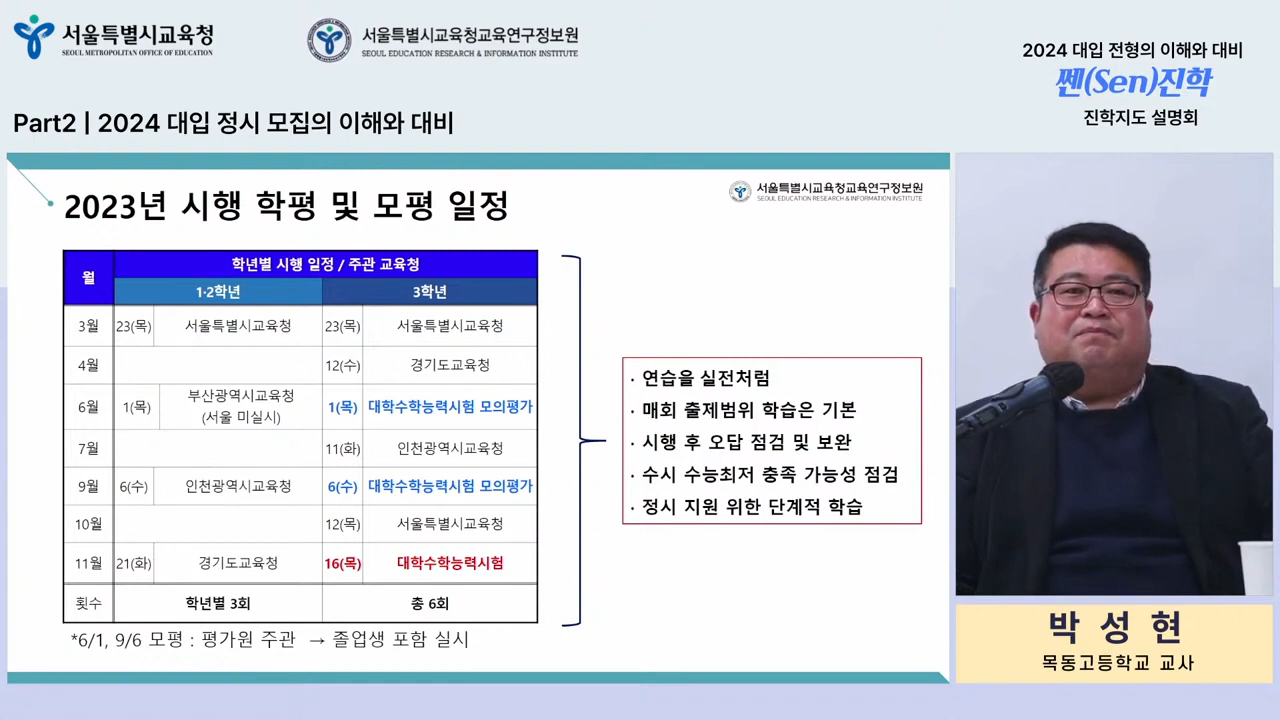 서울특별시교육청
SEOUL METROPOLITAN OFFICE OF EDUCATION
서울특별시교육청교육연구정보원
SEOUL EDUCATION RESEARCH & INFORMATION INSTITUTE
2024 대입 전형의 이해와 대비
쎈(Sen)진학
진학지도 설명회
Part2 | 2024 대입 정시 모집의 이해와 대비
2023년 시행 학평 및 모평 일정
서울특별시교육청교육연구정보원
SEOUL EDUCATION RESEARCH & INFORMATION INSTITUTE
월 학년별 시행 일정 / 주관 교육청
1·2학년 3학년
3월 23(목) 서울특별시교육청 23(목) 서울특별시교육청
4월 12(수) 경기도교육청
6월 1(목) 부산광역시교육청 1(목) 대학수학능력시험 모의평가
(서울 미실시)
7월 11(화) 인천광역시교육청
9월 6(수) 인천광역시교육청 6(수) 대학수학능력시험 모의평가
10월 12(목) 서울특별시교육청
11월 21(화) 경기도교육청 16(목) 대학수학능력시험
횟수 학년별 3회 총 6회
*6/1, 9/6 모평 : 평가원 주관 → 졸업생 포함 실시
· 연습을 실전처럼
· 매회 출제범위 학습은 기본
· 시행 후 오답 점검 및 보완
· 수시 수능최저 충족 가능성 점검
· 정시 지원 위한 단계적 학습
박 성 현
목동고등학교 교사